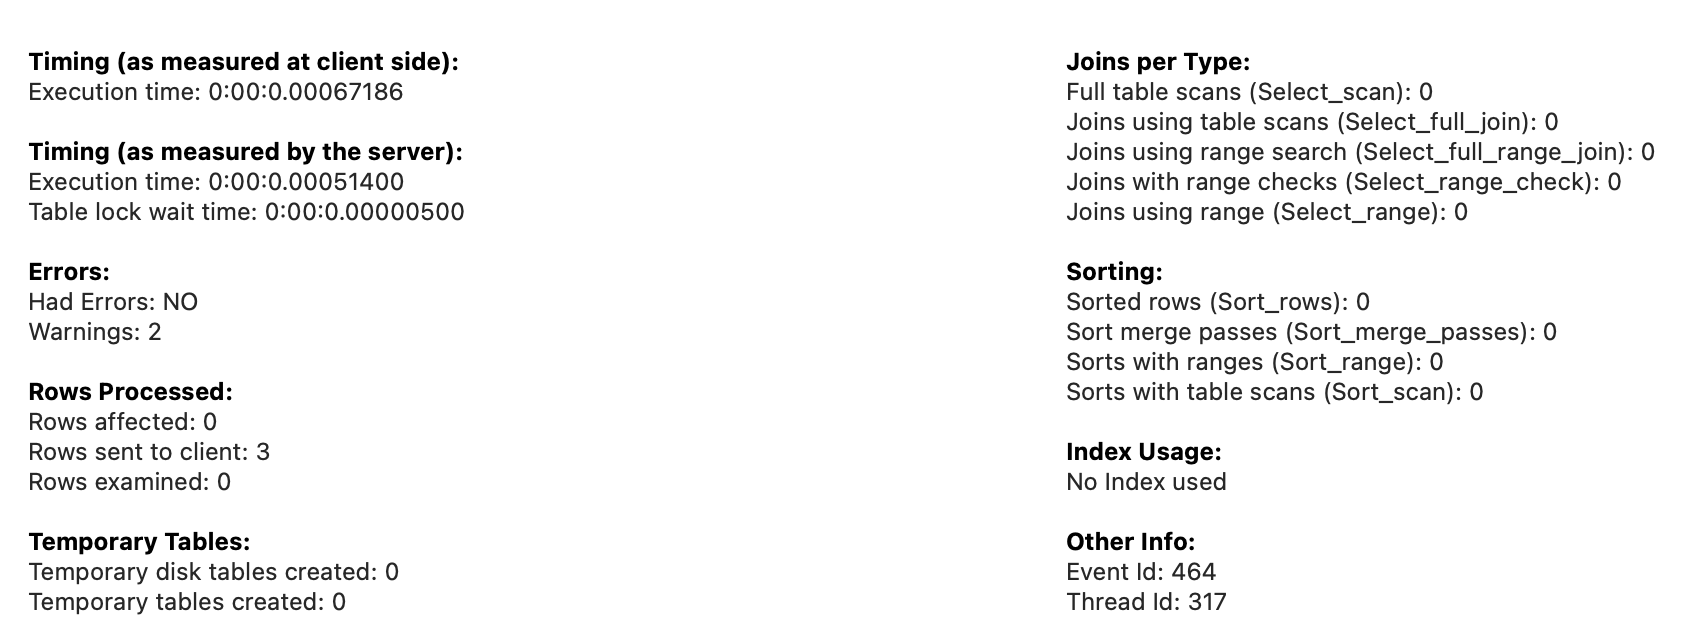 Timing (as measured at client side):
Execution time: 0:00:0.00067186
Timing (as measured by the server):
Execution time: 0:00:0.00051400
Table lock wait time: 0:00:0.00000500
Errors:
Had Errors: NO
Warnings: 2
Rows Processed:
Rows affected: 0
Rows sent to client: 3
Rows examined: 0
Temporary Tables:
Temporary disk tables created: 0
Temporary tables created: 0
Joins per Type:
Full table scans (Select_scan): 0
Joins using table scans (Select_full_join): 0
Joins using range search (Select_full_range_join): 0
Joins with range checks (Select_range_check): 0
Joins using range (Select_range): 0
Sorting:
Sorted rows (Sort_rows): 0
Sort merge passes (Sort_merge_passes): 0
Sorts with ranges (Sort_range): 0
Sorts with table scans (Sort_scan): 0
Index Usage:
No Index used
Other Info:
Event Id: 464
Thread Id: 317